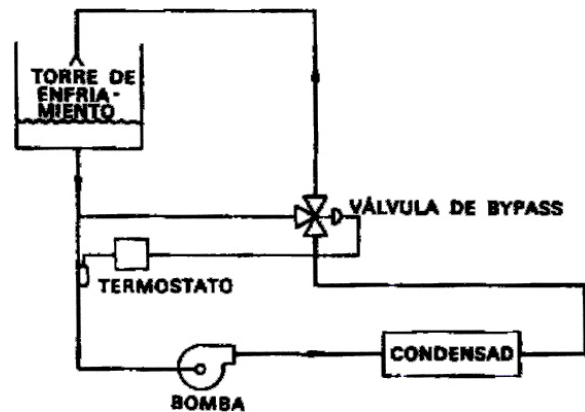 TORRE DE
ENFRIA-
MIENTO
VÁLVULA DE BYPASS
TERMOSTATO
CONDENSAD
BOMBA